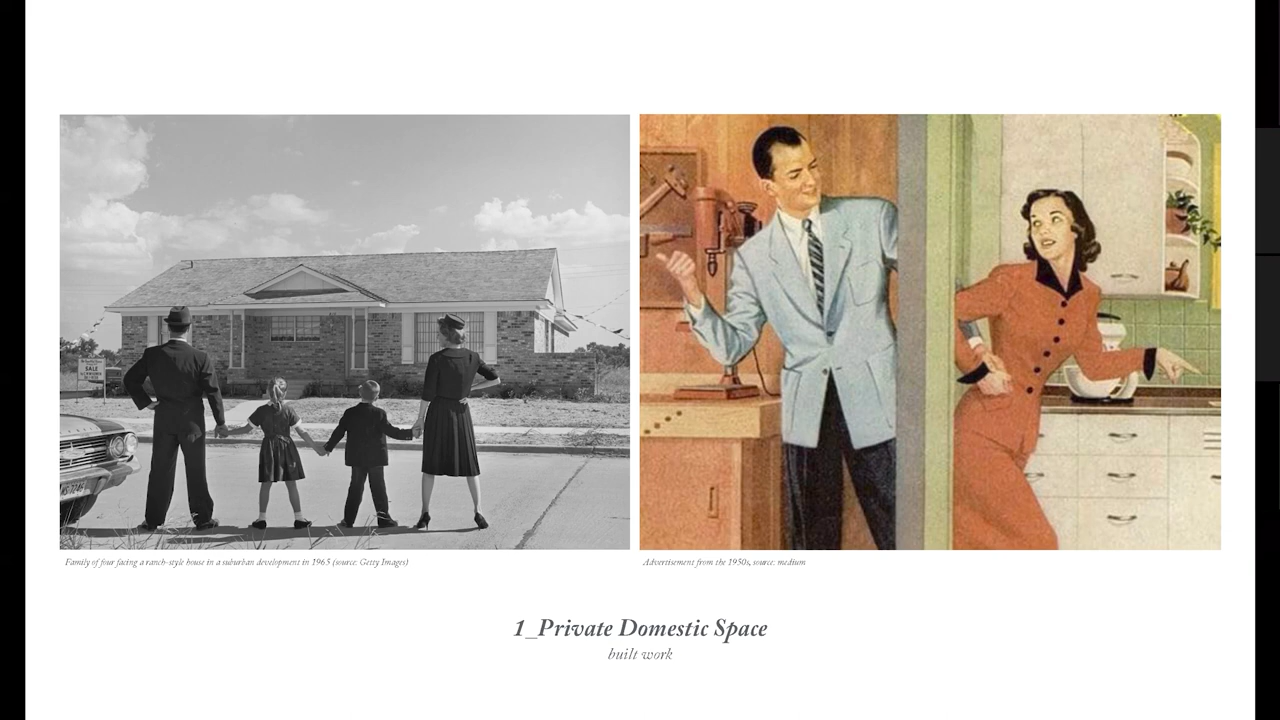 SALE
Family of four facing a ranch-style house in a suburban development in 1965 (source: Getty Images)
Advertisement from the 1950s, source: medium
1_Private Domestic Space
built work